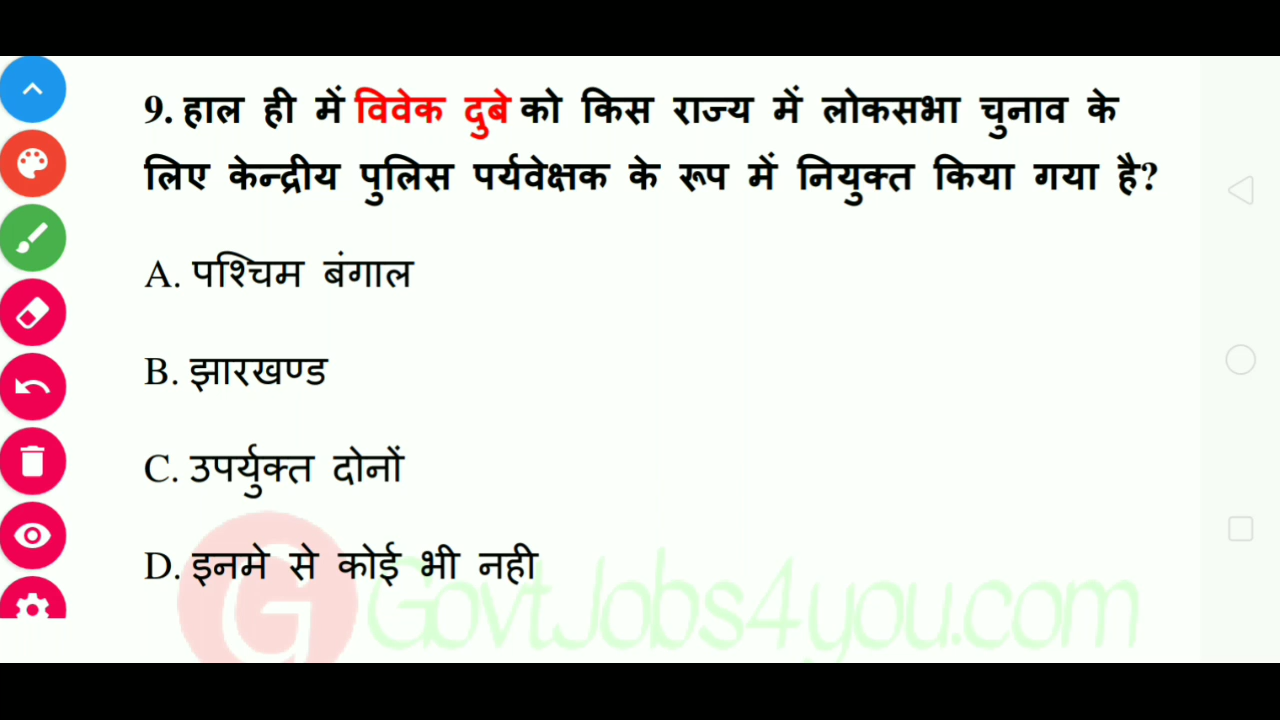 9. हाल ही में विवेक दुबे को किस राज्य में लोकसभा चुनाव के
लिए केन्द्रीय पुलिस पर्यवेक्षक के रूप में नियुक्त किया गया है?
A. पश्चिम बंगाल
B. झारखण्ड
C. उपर्युक्त दोनों
D. इनमे से कोई भी नही
G GovtJobs4you.com